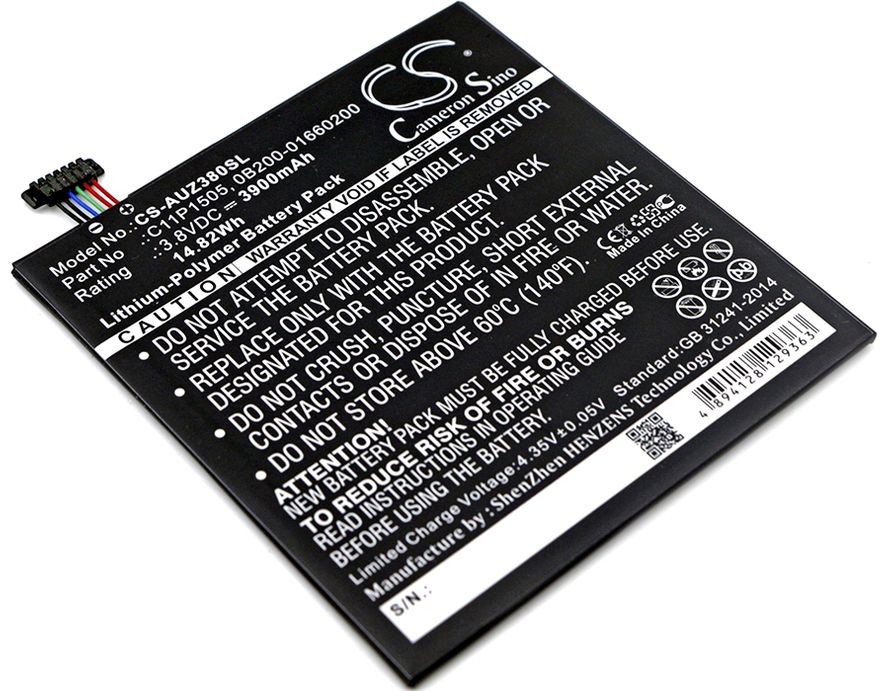 CS
Cameron Sino
Model No.: CS-AUZ380SL
Part No : C11P1505, 0B200-01660200
Rating : 3.8VDC ⎓ 3900mAh
14.82Wh
Lithium-Polymer Battery Pack
CAUTION WARRANTY VOID IF LABEL IS REMOVED
• DO NOT ATTEMPT TO DISASSEMBLE, OPEN OR
SERVICE THE BATTERY PACK.
• REPLACE ONLY WITH THE BATTERY PACK
DESIGNATED FOR THIS PRODUCT.
• DO NOT CRUSH, PUNCTURE, SHORT EXTERNAL
CONTACTS OR DISPOSE OF IN FIRE OR WATER.
• DO NOT STORE ABOVE 60°C (140°F).
CE
ATTENTION!
NEW BATTERY PACK MUST BE FULLY CHARGED BEFORE USE.
TO REDUCE RISK OF FIRE OR BURNS
READ INSTRUCTIONS IN OPERATING GUIDE
BEFORE INSTALLING THE BATTERY.
Limited Charge Voltage:4.35V±0.05V Standard:GB 31241-2014
Manufacture by : ShenZhen HENZENS Technology Co., Limited
4 894128 129363
S/N.: